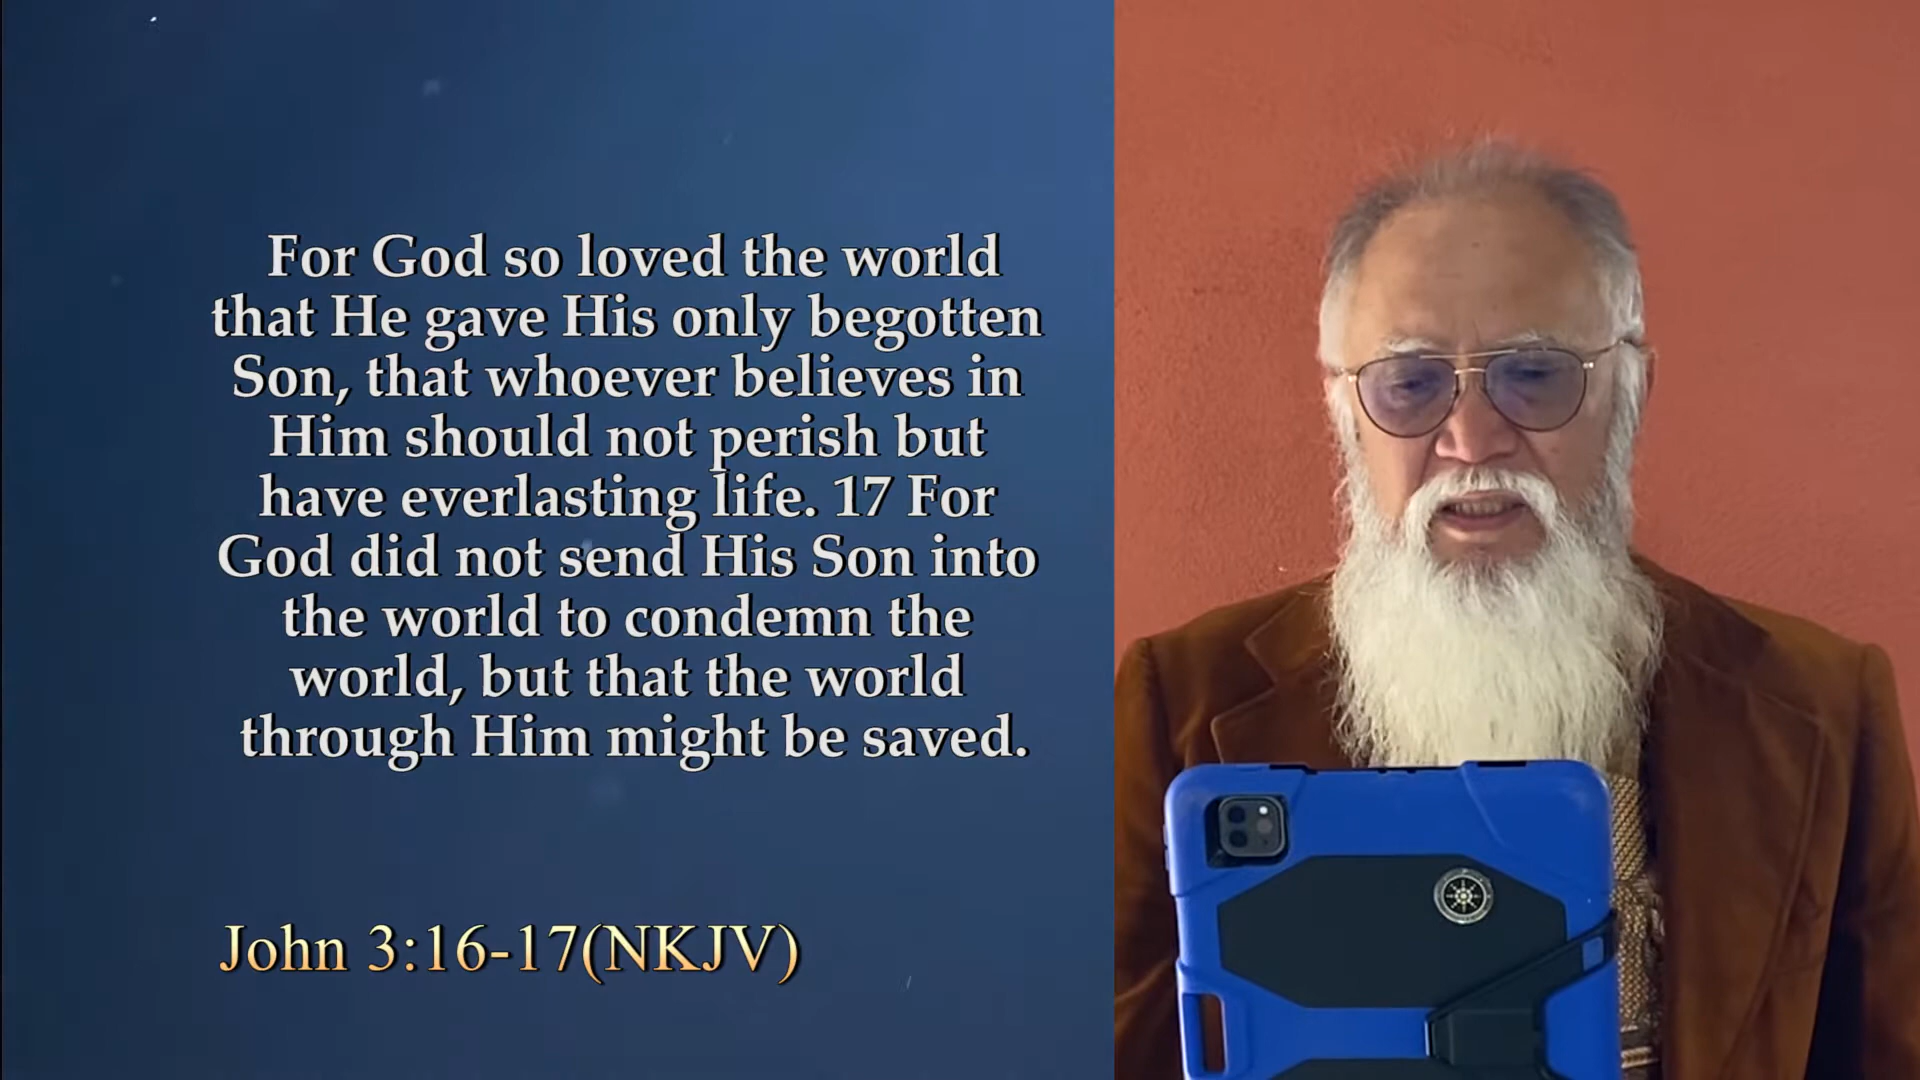 For God so loved the world
that He gave His only begotten
Son, that whoever believes in
Him should not perish but
have everlasting life. 17 For
God did not send His Son into
the world to condemn the
world, but that the world
through Him might be saved.
John 3:16-17(NKJV)